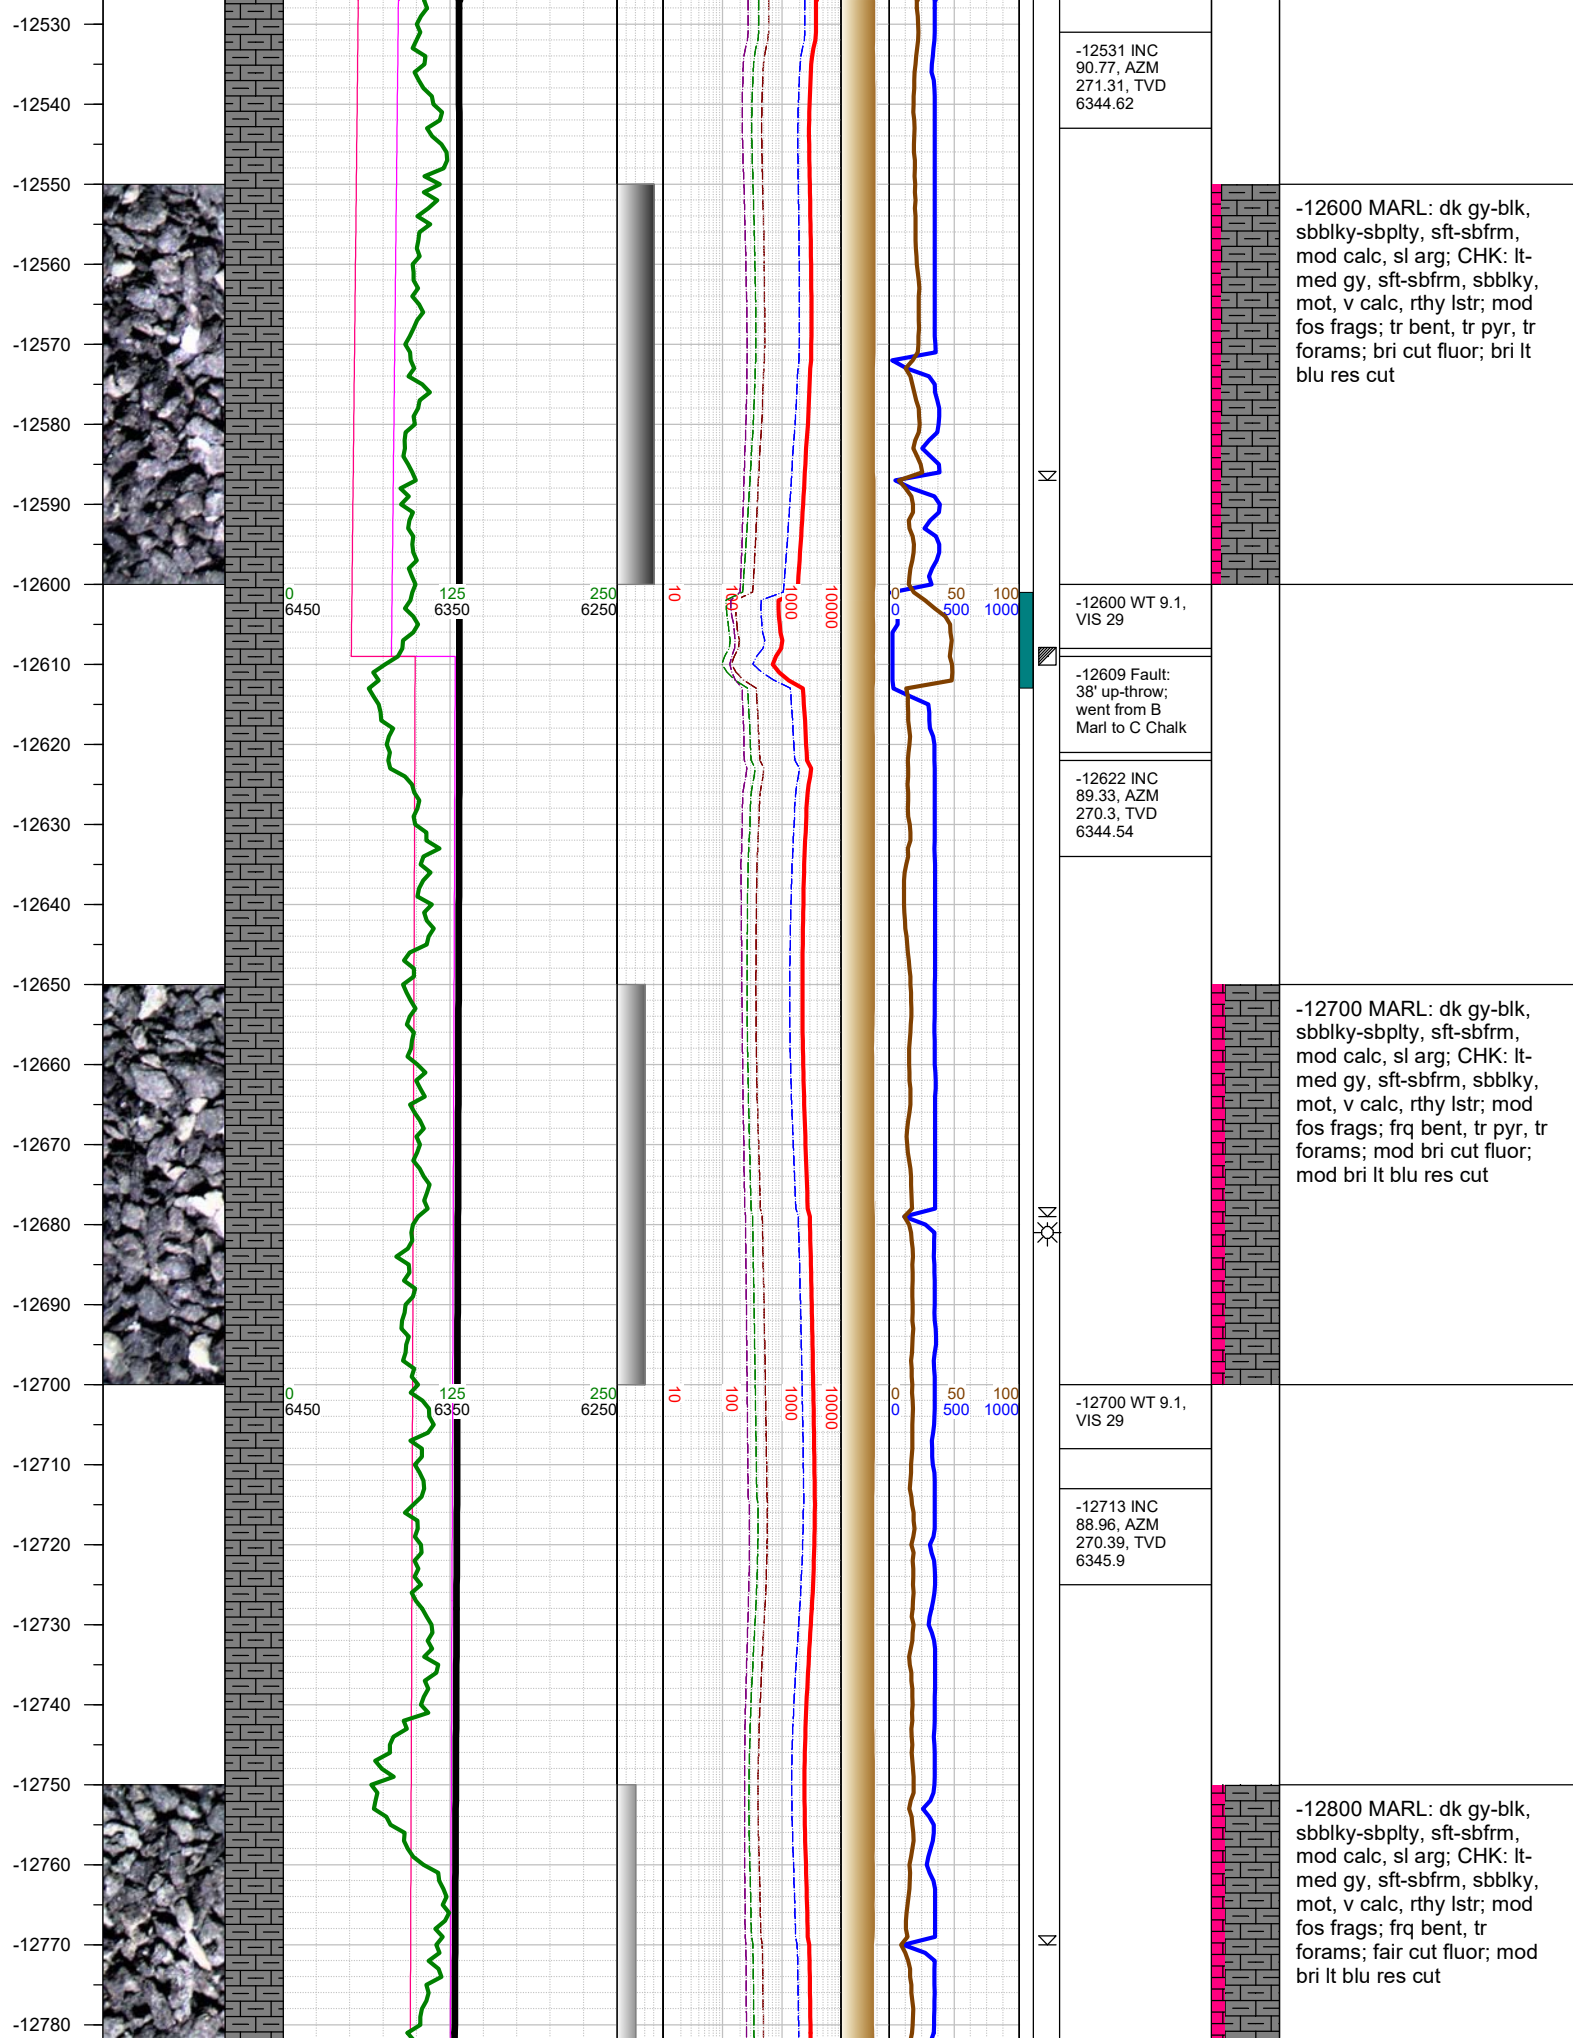 -12530
-12540
-12550
-12560
-12570
-12580
-12590
-12600
-12610
-12620
-12630
-12640
-12650
-12660
-12670
-12680
-12690
-12700
-12710
-12720
-12730
-12740
-12750
-12760
-12770
-12780
0 125 250
6450 6350 6250
10 100 1000 10000
0 50 100
0 500 1000
0 125 250
6450 6350 6250
10 100 1000 10000
0 50 100
0 500 1000
-12531 INC
90.77, AZM
271.31, TVD
6344.62
-12600 WT 9.1,
VIS 29
-12609 Fault:
38' up-throw;
went from B
Marl to C Chalk
-12622 INC
89.33, AZM
270.3, TVD
6344.54
-12700 WT 9.1,
VIS 29
-12713 INC
88.96, AZM
270.39, TVD
6345.9
-12600 MARL: dk gy-blk,
sbblky-sbplty, sft-sbfrm,
mod calc, sl arg; CHK: lt-
med gy, sft-sbfrm, sbblky,
mot, v calc, rthy lstr; mod
fos frags; tr bent, tr pyr, tr
forams; bri cut fluor; bri lt
blu res cut
-12700 MARL: dk gy-blk,
sbblky-sbplty, sft-sbfrm,
mod calc, sl arg; CHK: lt-
med gy, sft-sbfrm, sbblky,
mot, v calc, rthy lstr; mod
fos frags; frq bent, tr pyr, tr
forams; mod bri cut fluor;
mod bri lt blu res cut
-12800 MARL: dk gy-blk,
sbblky-sbplty, sft-sbfrm,
mod calc, sl arg; CHK: lt-
med gy, sft-sbfrm, sbblky,
mot, v calc, rthy lstr; mod
fos frags; frq bent, tr
forams; fair cut fluor; mod
bri lt blu res cut